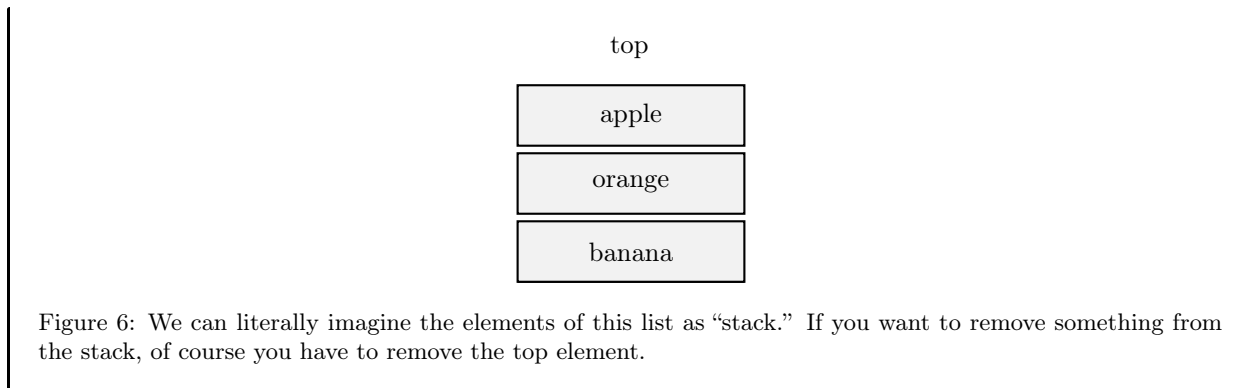 top
apple
orange
banana
Figure 6: We can literally imagine the elements of this list as “stack.” If you want to remove something from
the stack, of course you have to remove the top element.